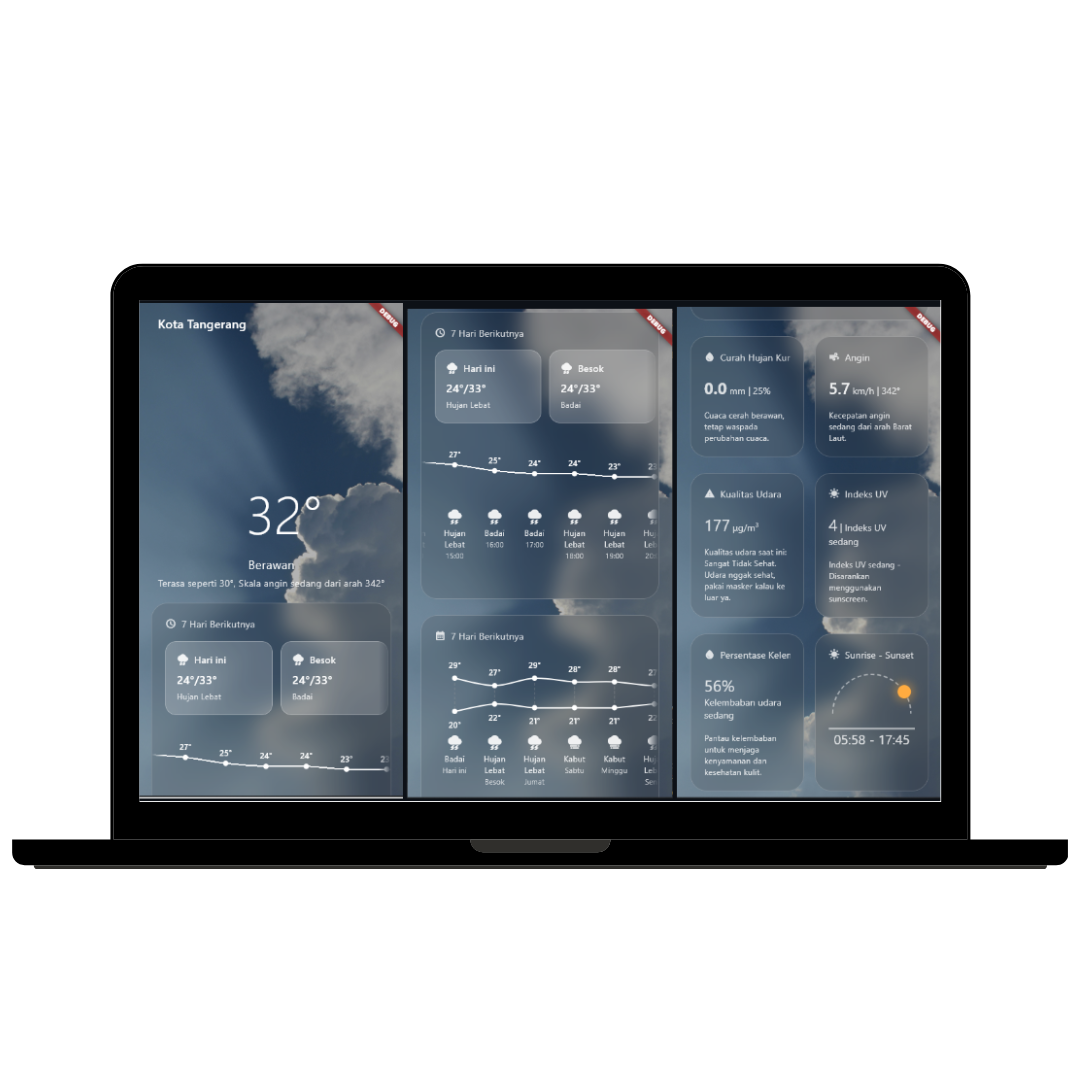 Kota Tangerang
DEBUG
32°
Berawan
Terasa seperti 30°, Skala angin sedang dari arah 342°
7 Hari Berikutnya
Hari ini
24°/33°
Hujan Lebat
Besok
24°/33°
Badai
27° 25° 24° 24° 23° 23
DEBUG
7 Hari Berikutnya
Hari ini
24°/33°
Hujan Lebat
Besok
24°/33°
Badai
27° 25° 24° 24° 23° 23
Hujan Lebat 15:00
Badai 16:00
Badai 17:00
Hujan Lebat 18:00
Hujan Lebat 19:00
Huj
Le
20:
7 Hari Berikutnya
29° 27° 29° 28° 28° 27
20° 22° 21° 21° 21° 22
Badai Hari ini
Hujan Lebat Besok
Hujan Lebat Jumat
Kabut Sabtu
Kabut Minggu
Huj
Le
Ser
DEBUG
Curah Hujan Kur
0.0 mm | 25%
Cuaca cerah berawan,
tetap waspada
perubahan cuaca.
Angin
5.7 km/h | 342°
Kecepatan angin
sedang dari arah Barat
Laut.
Kualitas Udara
177 µg/m³
Kualitas udara saat ini:
Sangat Tidak Sehat.
Udara nggak sehat,
pakai masker kalau ke
luar ya.
Indeks UV
4 | Indeks UV
sedang
Indeks UV sedang -
Disarankan
menggunakan
sunscreen.
Persentase Kelem
56%
Kelembaban udara
sedang
Pantau kelembaban
untuk menjaga
kenyamanan dan
kesehatan kulit.
Sunrise - Sunset
05:58 - 17:45